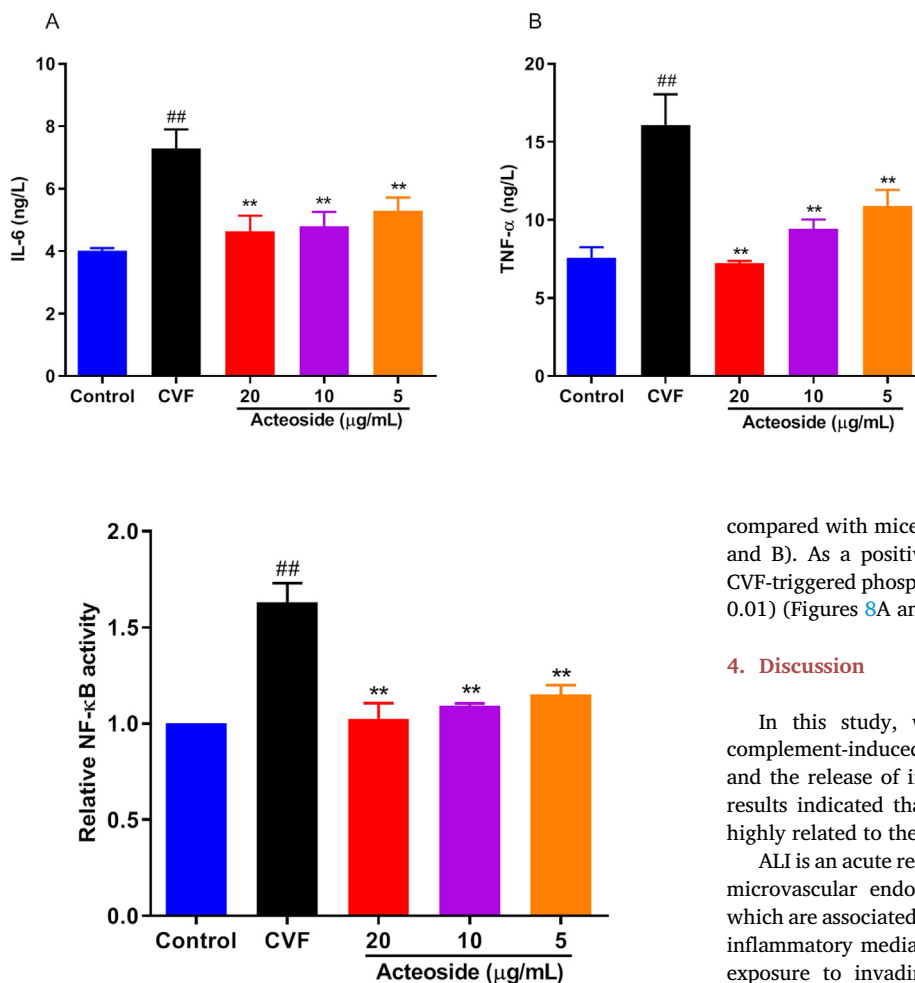 A
IL-6 (ng/L)
10
8
6
4
2
0
##
**
**
**
Control CVF 20 10 5
Acteoside (μg/mL)
B
TNF-α (ng/L)
20
15
10
5
0
##
**
**
**
Control CVF 20 10 5
Acteoside (μg/mL)
Relative NF-κB activity
2.0
1.5
1.0
0.5
0.0
##
**
**
**
Control CVF 20 10 5
Acteoside (μg/mL)
compared with mice
and B). As a positiv
CVF-triggered phosp
0.01) (Figures 8A an
4. Discussion
In this study, w
complement-induced
and the release of i
results indicated tha
highly related to the
ALI is an acute re
microvascular endo
which are associated
inflammatory media
exposure to invadin